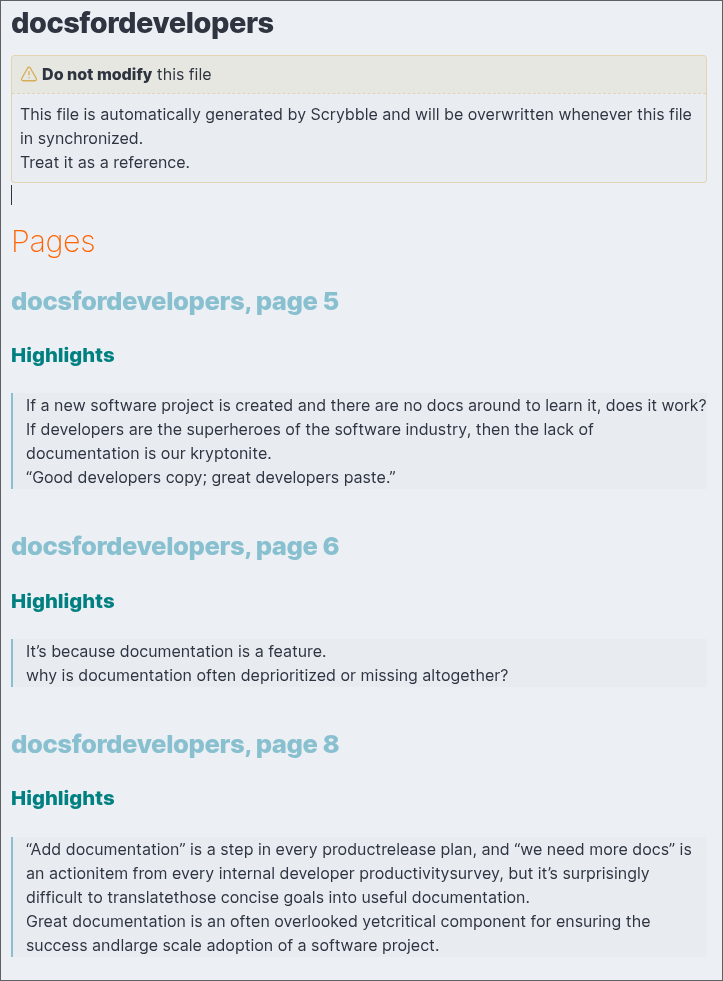 docsfordevelopers
Do not modify this file
This file is automatically generated by Scrybble and will be overwritten whenever this file
in synchronized.
Treat it as a reference.
Pages
docsfordevelopers, page 5
Highlights
If a new software project is created and there are no docs around to learn it, does it work?
If developers are the superheroes of the software industry, then the lack of
documentation is our kryptonite.
“Good developers copy; great developers paste.”
docsfordevelopers, page 6
Highlights
It’s because documentation is a feature.
why is documentation often deprioritized or missing altogether?
docsfordevelopers, page 8
Highlights
“Add documentation” is a step in every productrelease plan, and “we need more docs” is
an actionitem from every internal developer productivitysurvey, but it’s surprisingly
difficult to translatethose concise goals into useful documentation.
Great documentation is an often overlooked yetcritical component for ensuring the
success andlarge scale adoption of a software project.